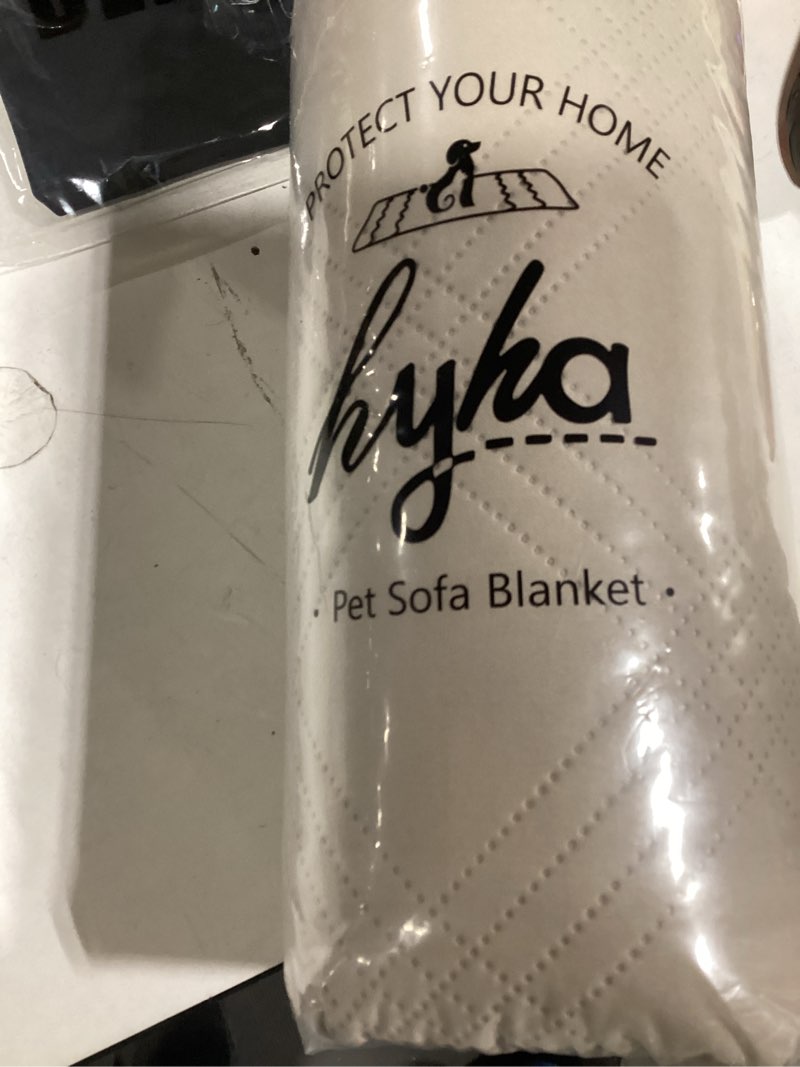 PROTECT YOUR HOME
hyka
· Pet Sofa Blanket ·